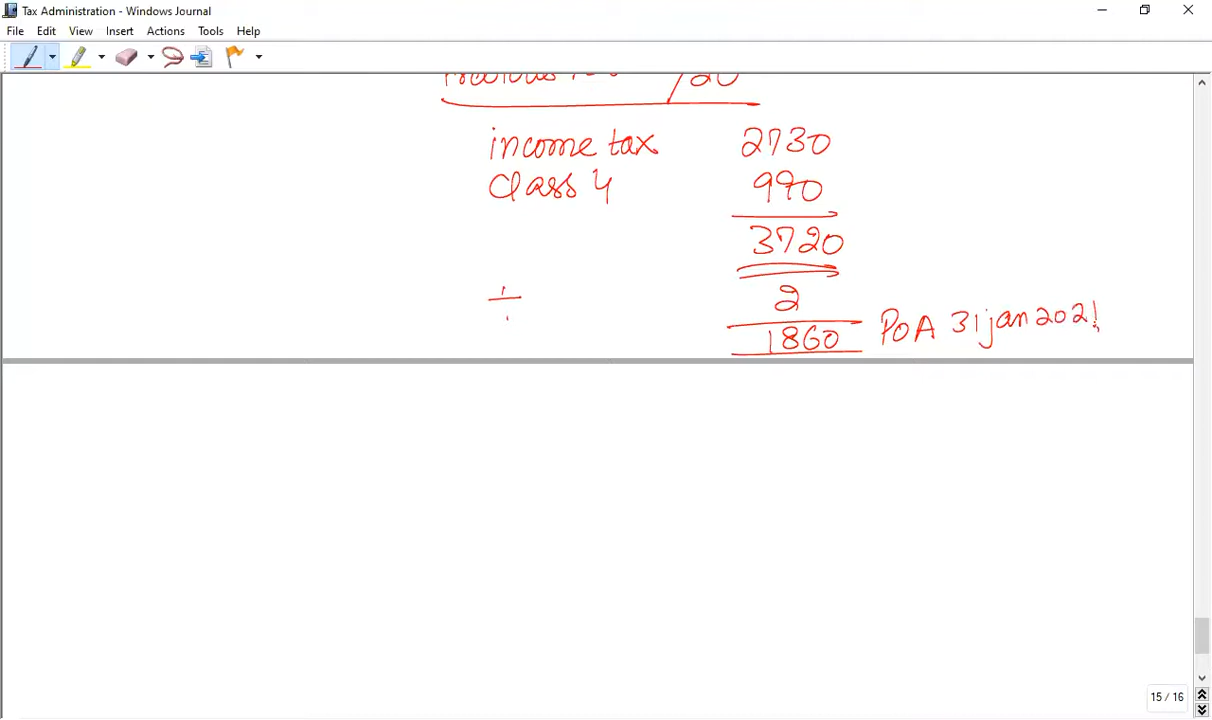 Tax Administration - Windows Journal
File Edit View Insert Actions Tools Help
/20
income tax 2730
Class 4 990
3720
÷ 2
1860 POA 31 jan 2021
15 / 16